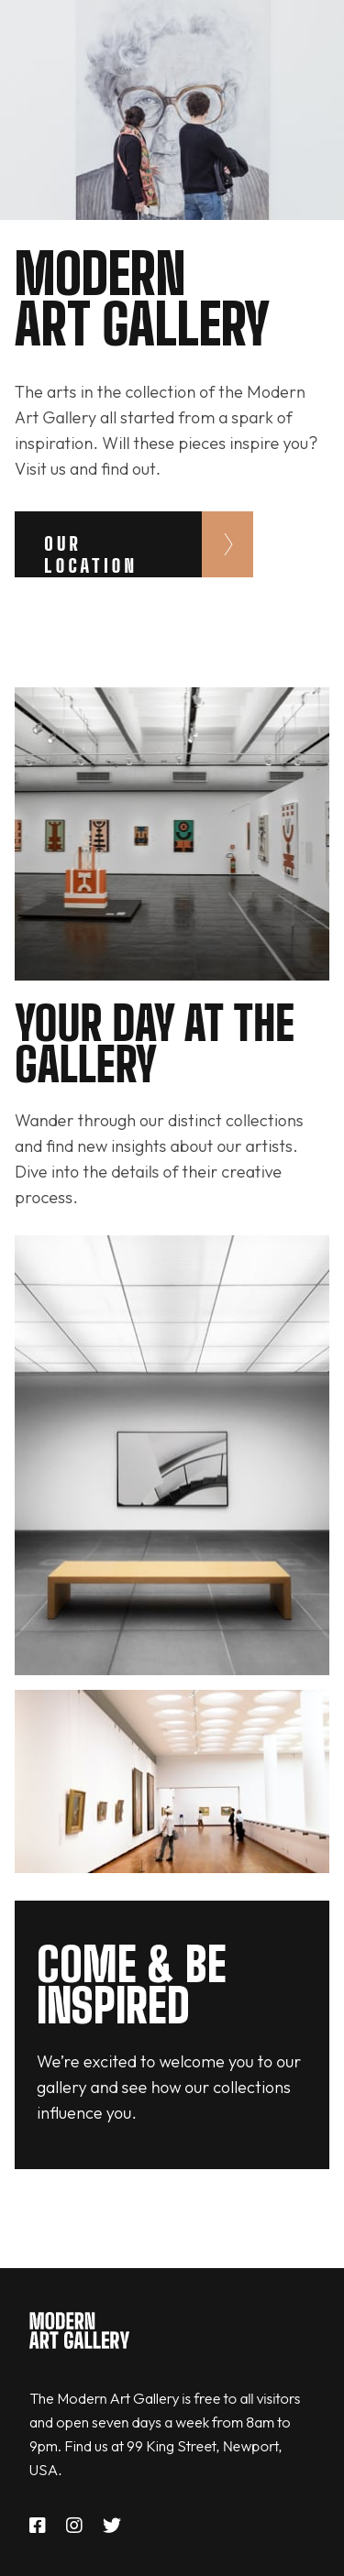 MODERN
ART GALLERY
The arts in the collection of the Modern
Art Gallery all started from a spark of
inspiration. Will these pieces inspire you?
Visit us and find out.
OUR
LOCATION
YOUR DAY AT THE
GALLERY
Wander through our distinct collections
and find new insights about our artists.
Dive into the details of their creative
process.
COME & BE
INSPIRED
We’re excited to welcome you to our
gallery and see how our collections
influence you.
MODERN
ART GALLERY
The Modern Art Gallery is free to all visitors
and open seven days a week from 8am to
9pm. Find us at 99 King Street, Newport,
USA.